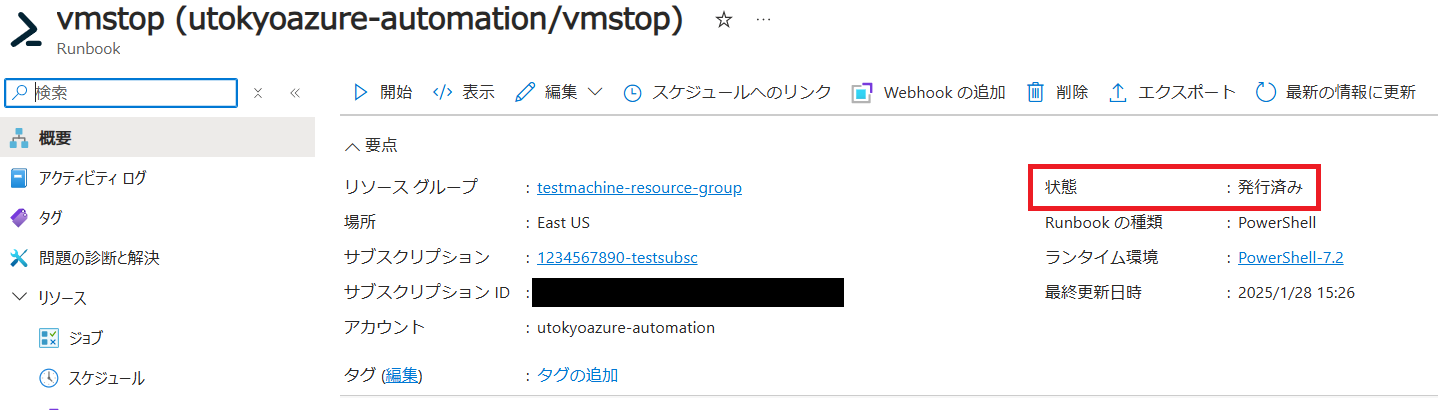 vmstop (utokyoazure-automation/vmstop) ☆ …
Runbook
検索
開始 表示 編集 スケジュールへのリンク Webhook の追加 削除 エクスポート 最新の情報に更新
概要
アクティビティ ログ
タグ
問題の診断と解決
リソース
ジョブ
スケジュール
要点
リソース グループ : testmachine-resource-group
場所 : East US
サブスクリプション : 1234567890-testsubsc
サブスクリプション ID :
アカウント : utokyoazure-automation
タグ (編集) : タグの追加
状態 : 発行済み
Runbook の種類 : PowerShell
ランタイム環境 : PowerShell-7.2
最終更新日時 : 2025/1/28 15:26